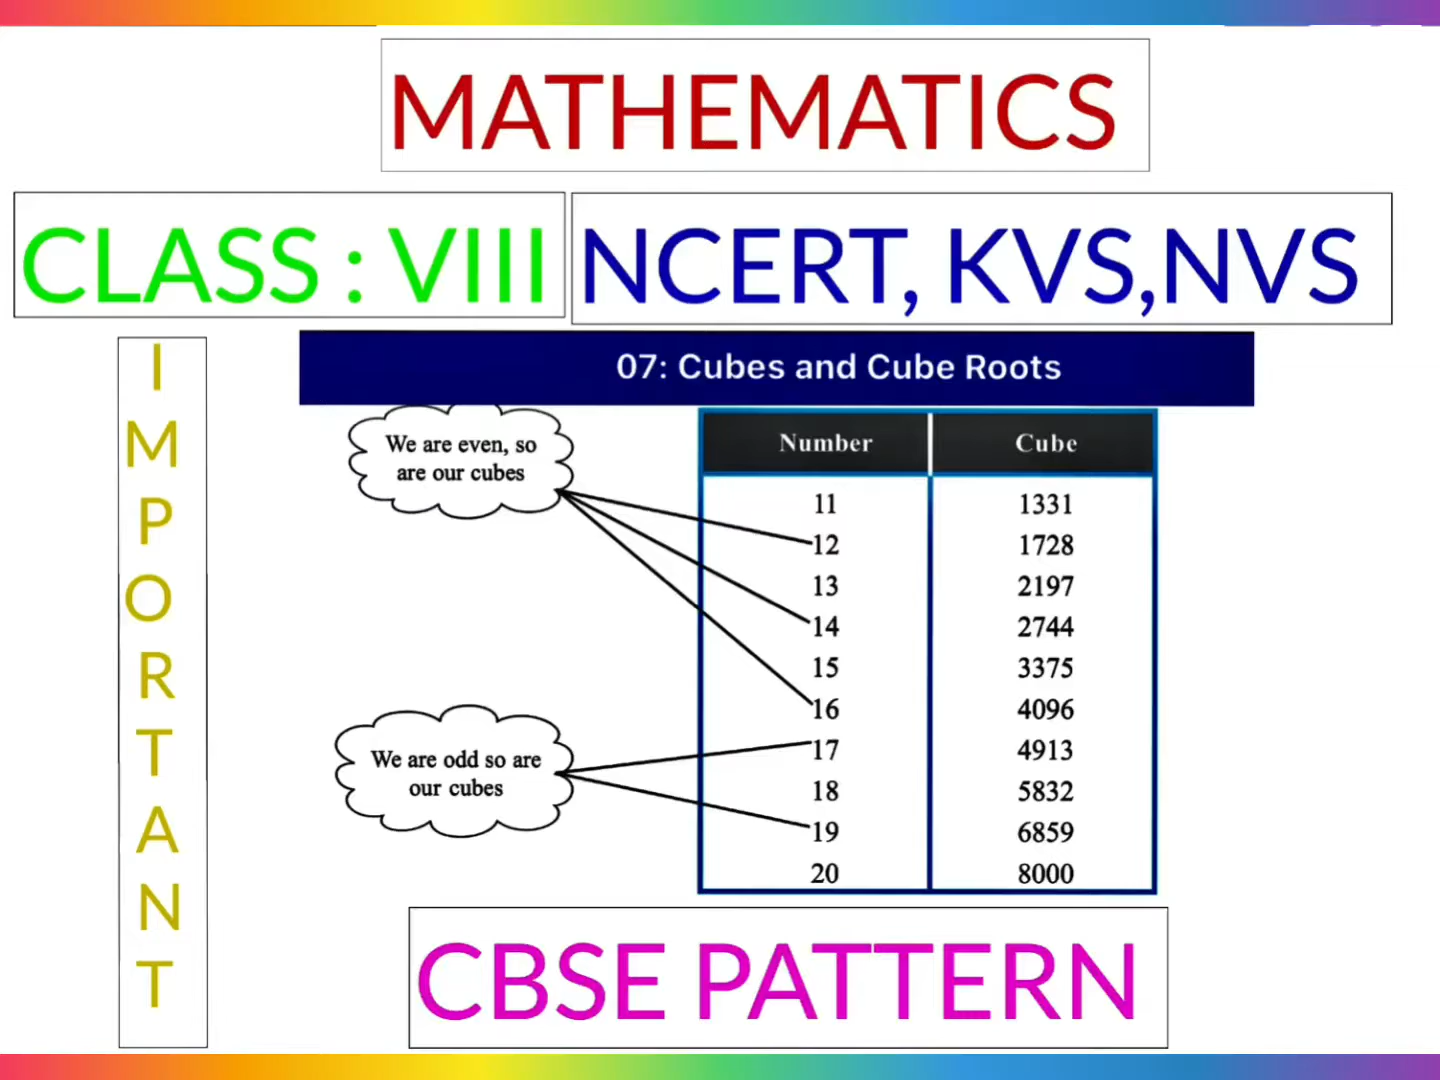 MATHEMATICS
CLASS : VIII
NCERT, KVS,NVS
IMPORTANT
07: Cubes and Cube Roots
We are even, so
are our cubes
We are odd so are
our cubes
Number Cube
11 1331
12 1728
13 2197
14 2744
15 3375
16 4096
17 4913
18 5832
19 6859
20 8000
CBSE PATTERN